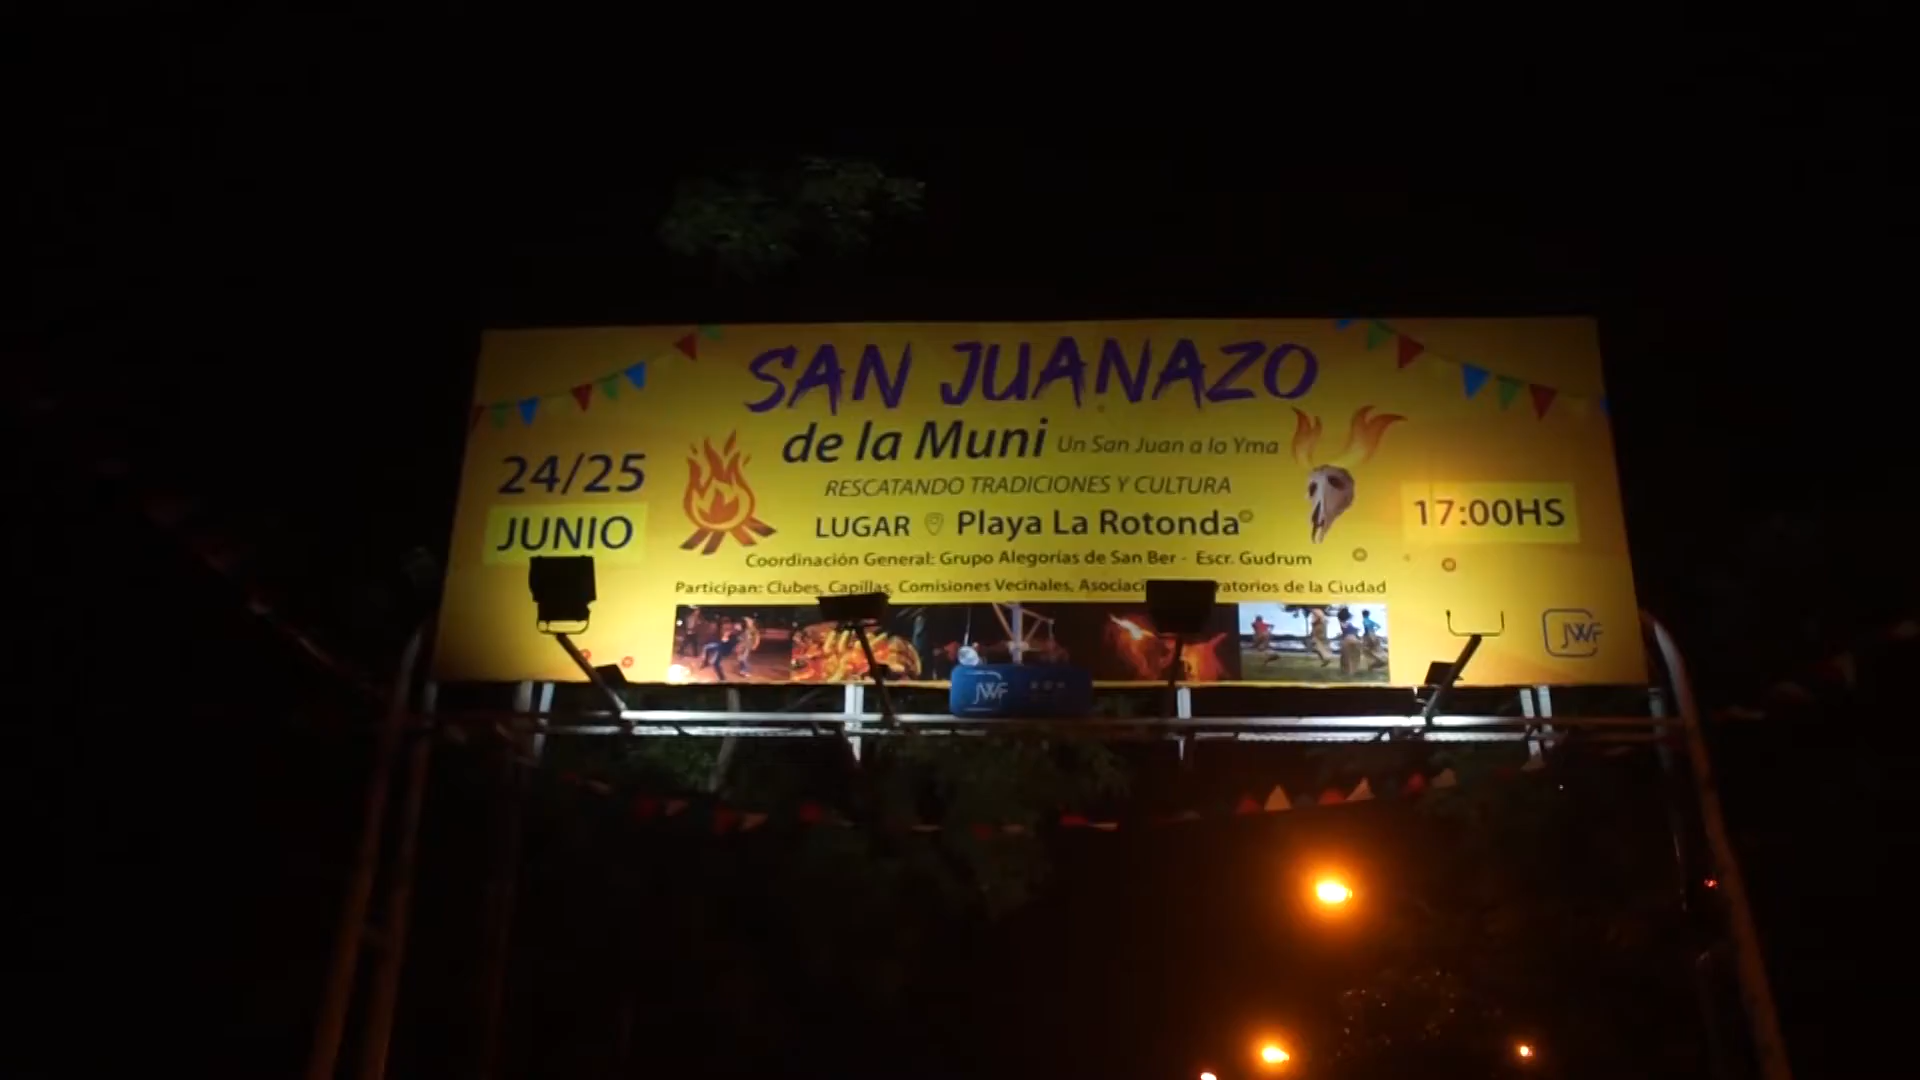 SAN JUANAZO
de la Muni Un San Juan a lo Yma
24/25
JUNIO
RESCATANDO TRADICIONES Y CULTURA
LUGAR Playa La Rotonda
17:00HS
Coordinación General: Grupo Alegorías de San Ber - Escr. Gudrum
Participan: Clubes, Capillas, Comisiones Vecinales, de la Ciudad
JWF
JWF